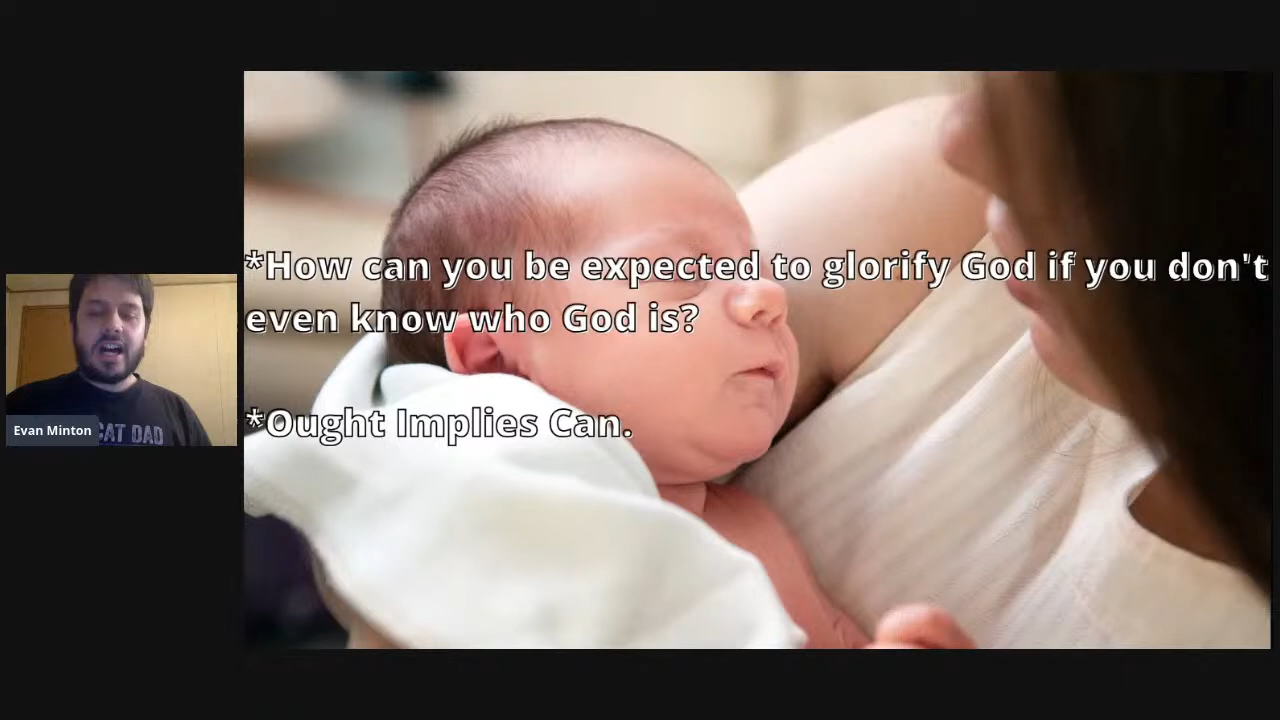 *How can you be expected to glorify God if you don't
even know who God is?
*Ought Implies Can.
Evan Minton
CAT DAD